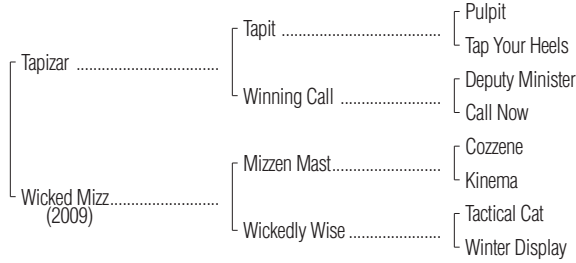 Pulpit
Tapit ........................................
Tap Your Heels
Tapizar ....................................
Deputy Minister
Winning Call .........................
Call Now
Cozzene
Mizzen Mast...........................
Kinema
Wicked Mizz...........................
(2009)
Tactical Cat
Wickedly Wise .......................
Winter Display